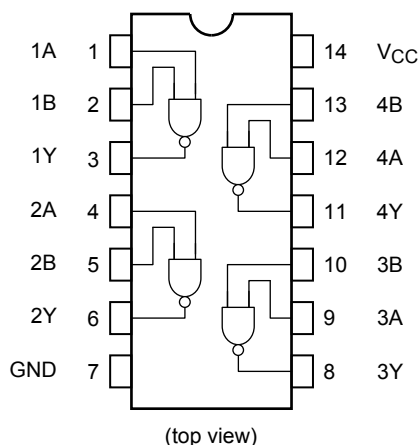 1A 1 14 VCC
1B 2 13 4B
1Y 3 12 4A
2A 4 11 4Y
2B 5 10 3B
2Y 6 9 3A
GND 7 8 3Y
(top view)